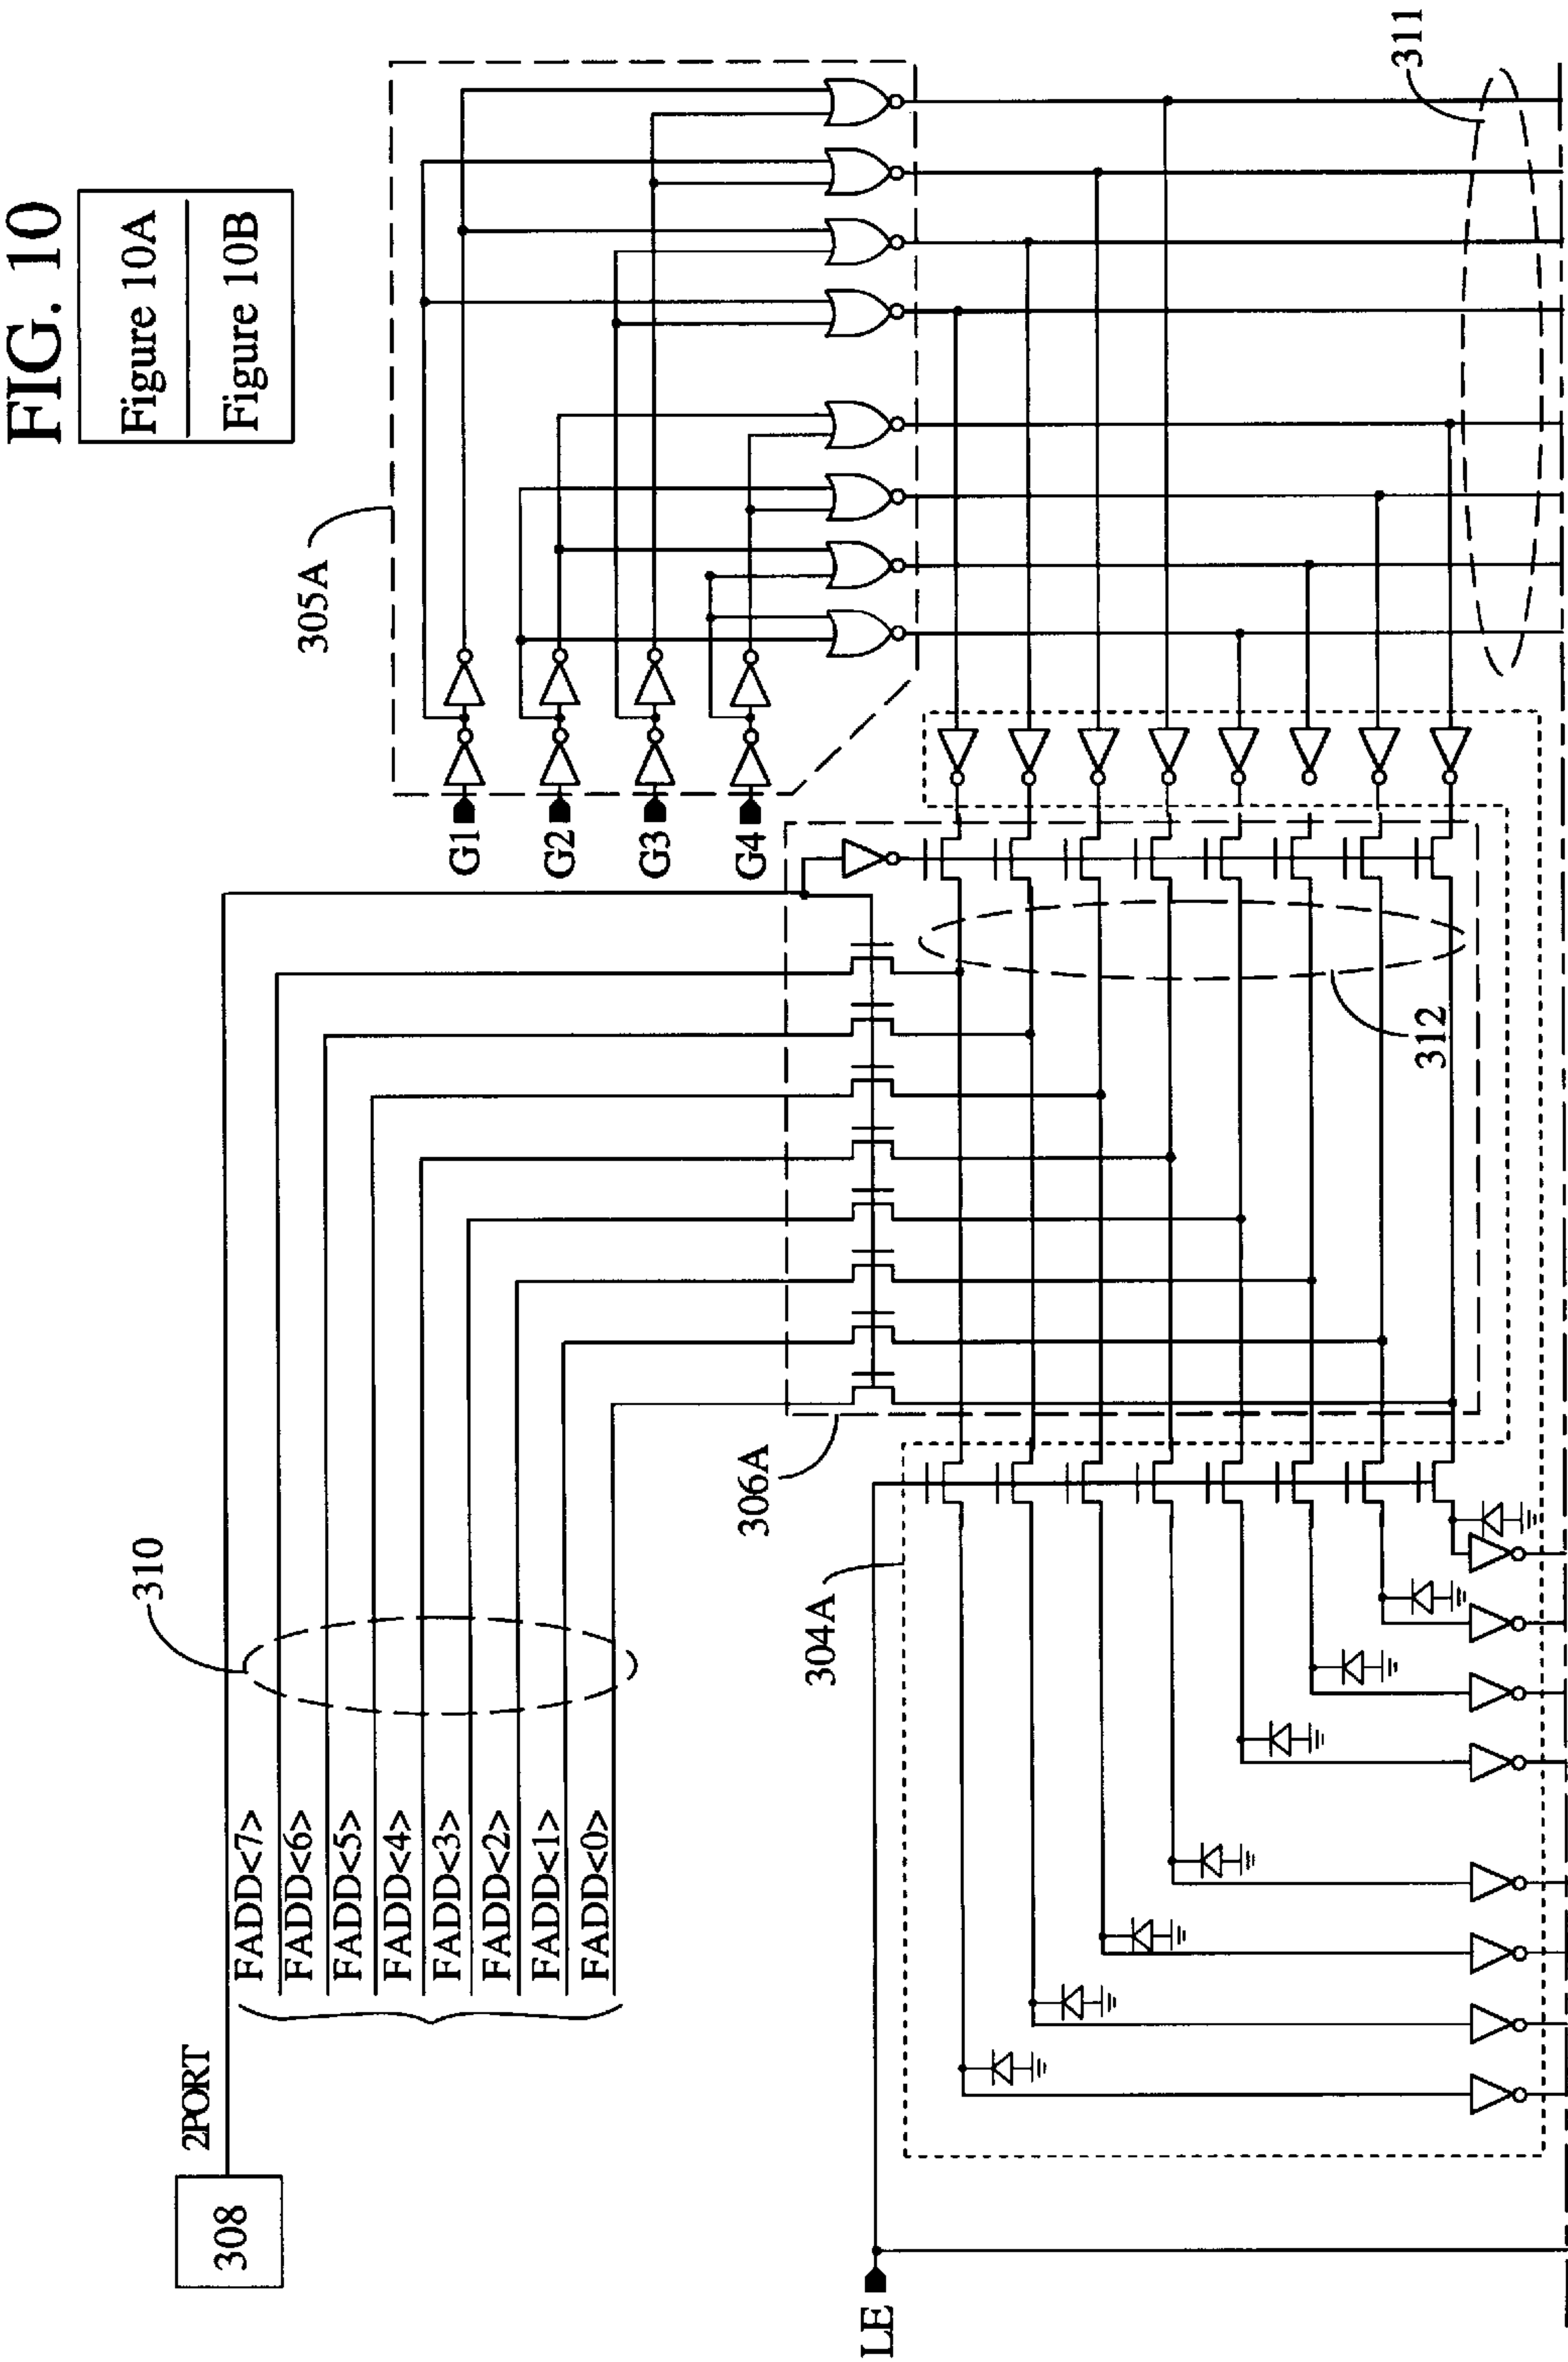 FIG. 10
Figure 10A
Figure 10B
308
2PORT
FADD<7>
FADD<6>
FADD<5>
FADD<4>
FADD<3>
FADD<2>
FADD<1>
FADD<0>
310
305A
G1
G2
G3
G4
306A
304A
312
311
LE